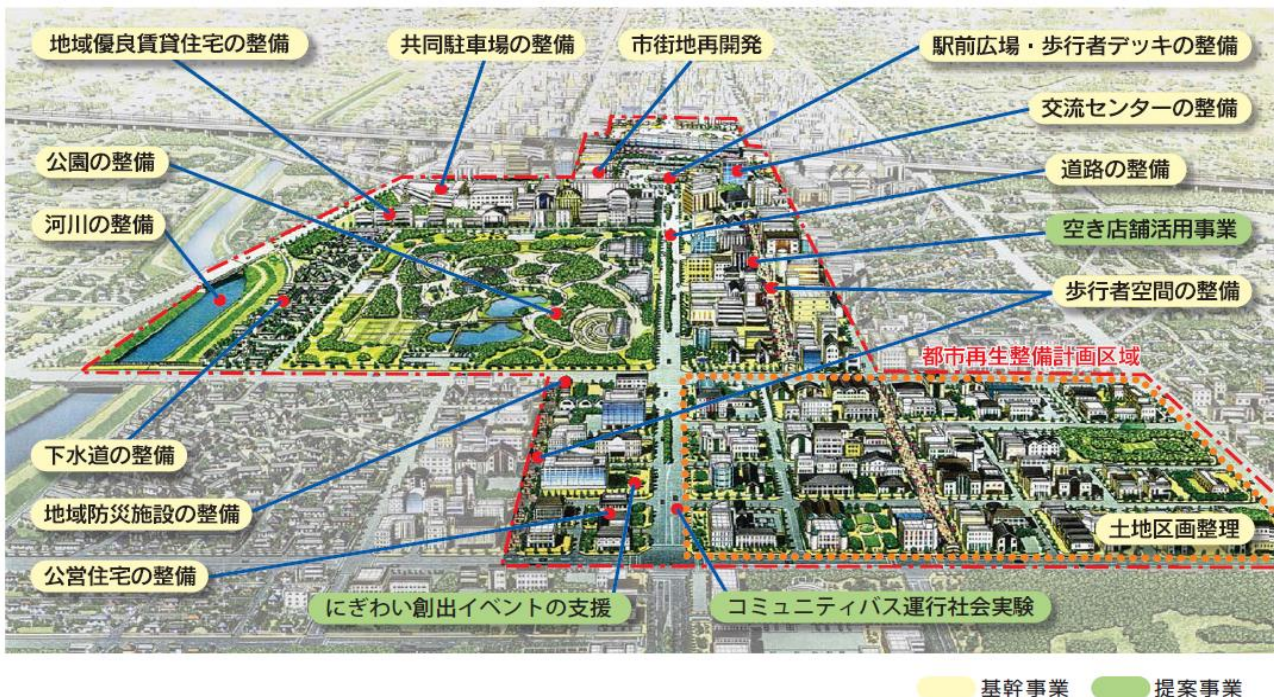 地域優良賃貸住宅の整備
共同駐車場の整備
市街地再開発
駅前広場・歩行者デッキの整備
交流センターの整備
公園の整備
道路の整備
河川の整備
空き店舗活用事業
歩行者空間の整備
都市再生整備計画区域
下水道の整備
地域防災施設の整備
土地区画整理
公営住宅の整備
にぎわい創出イベントの支援
コミュニティバス運行社会実験
基幹事業
提案事業